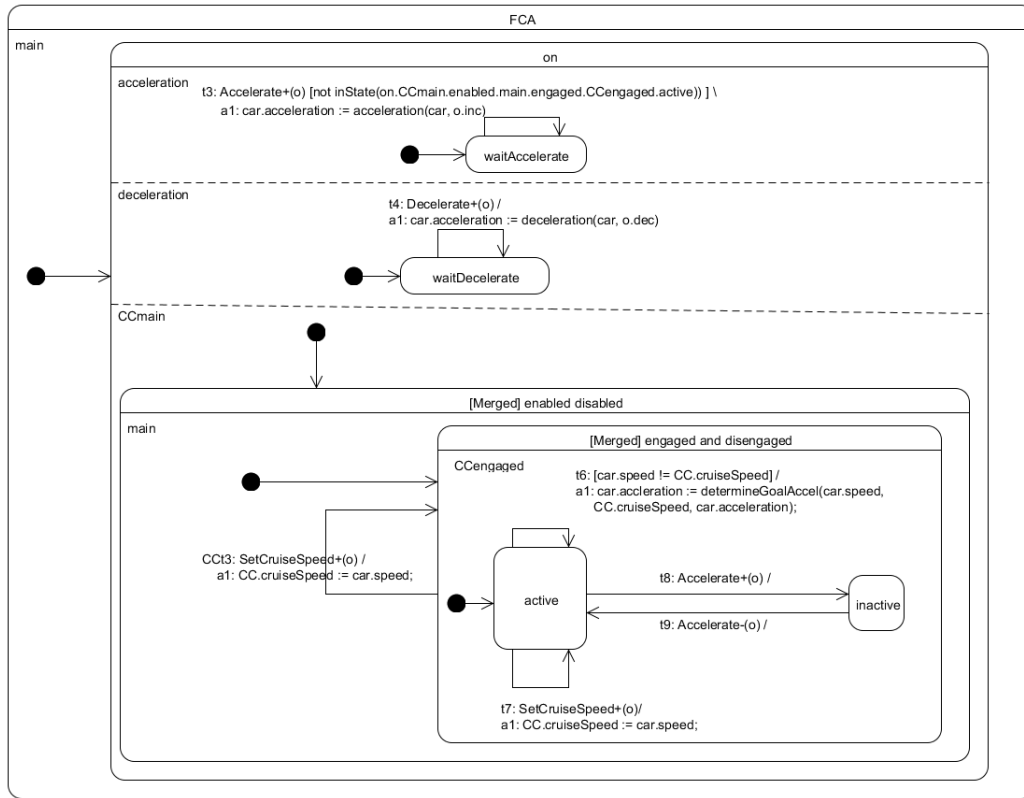 FCA
main
on
acceleration
t3: Accelerate+(o) [not inState(on.CCmain.enabled.main.engaged.CCengaged.active)) ] \
a1: car.acceleration := acceleration(car, o.inc)
waitAccelerate
deceleration
t4: Decelerate+(o) /
a1: car.acceleration := deceleration(car, o.dec)
waitDecelerate
CCmain
[Merged] enabled disabled
main
[Merged] engaged and disengaged
CCengaged
t6: [car.speed != CC.cruiseSpeed] /
a1: car.accleration := determineGoalAccel(car.speed,
CC.cruiseSpeed, car.acceleration);
CCt3: SetCruiseSpeed+(o) /
a1: CC.cruiseSpeed := car.speed;
active
t8: Accelerate+(o) /
inactive
t9: Accelerate-(o) /
t7: SetCruiseSpeed+(o)/
a1: CC.cruiseSpeed := car.speed;